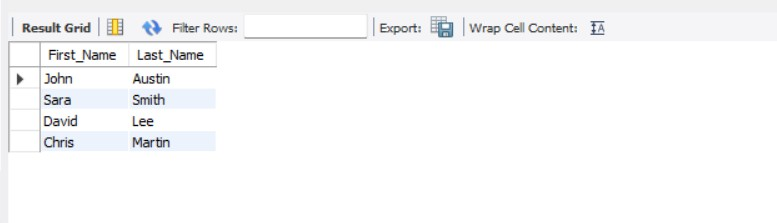 Result Grid Filter Rows: Export: Wrap Cell Content:
First_Name Last_Name
John Austin
Sara Smith
David Lee
Chris Martin